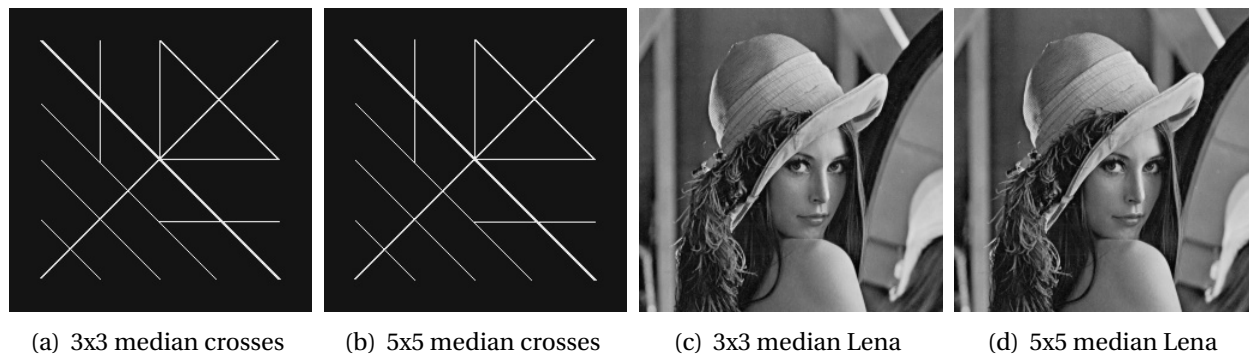 (a) 3x3 median crosses
(b) 5x5 median crosses
(c) 3x3 median Lena
(d) 5x5 median Lena